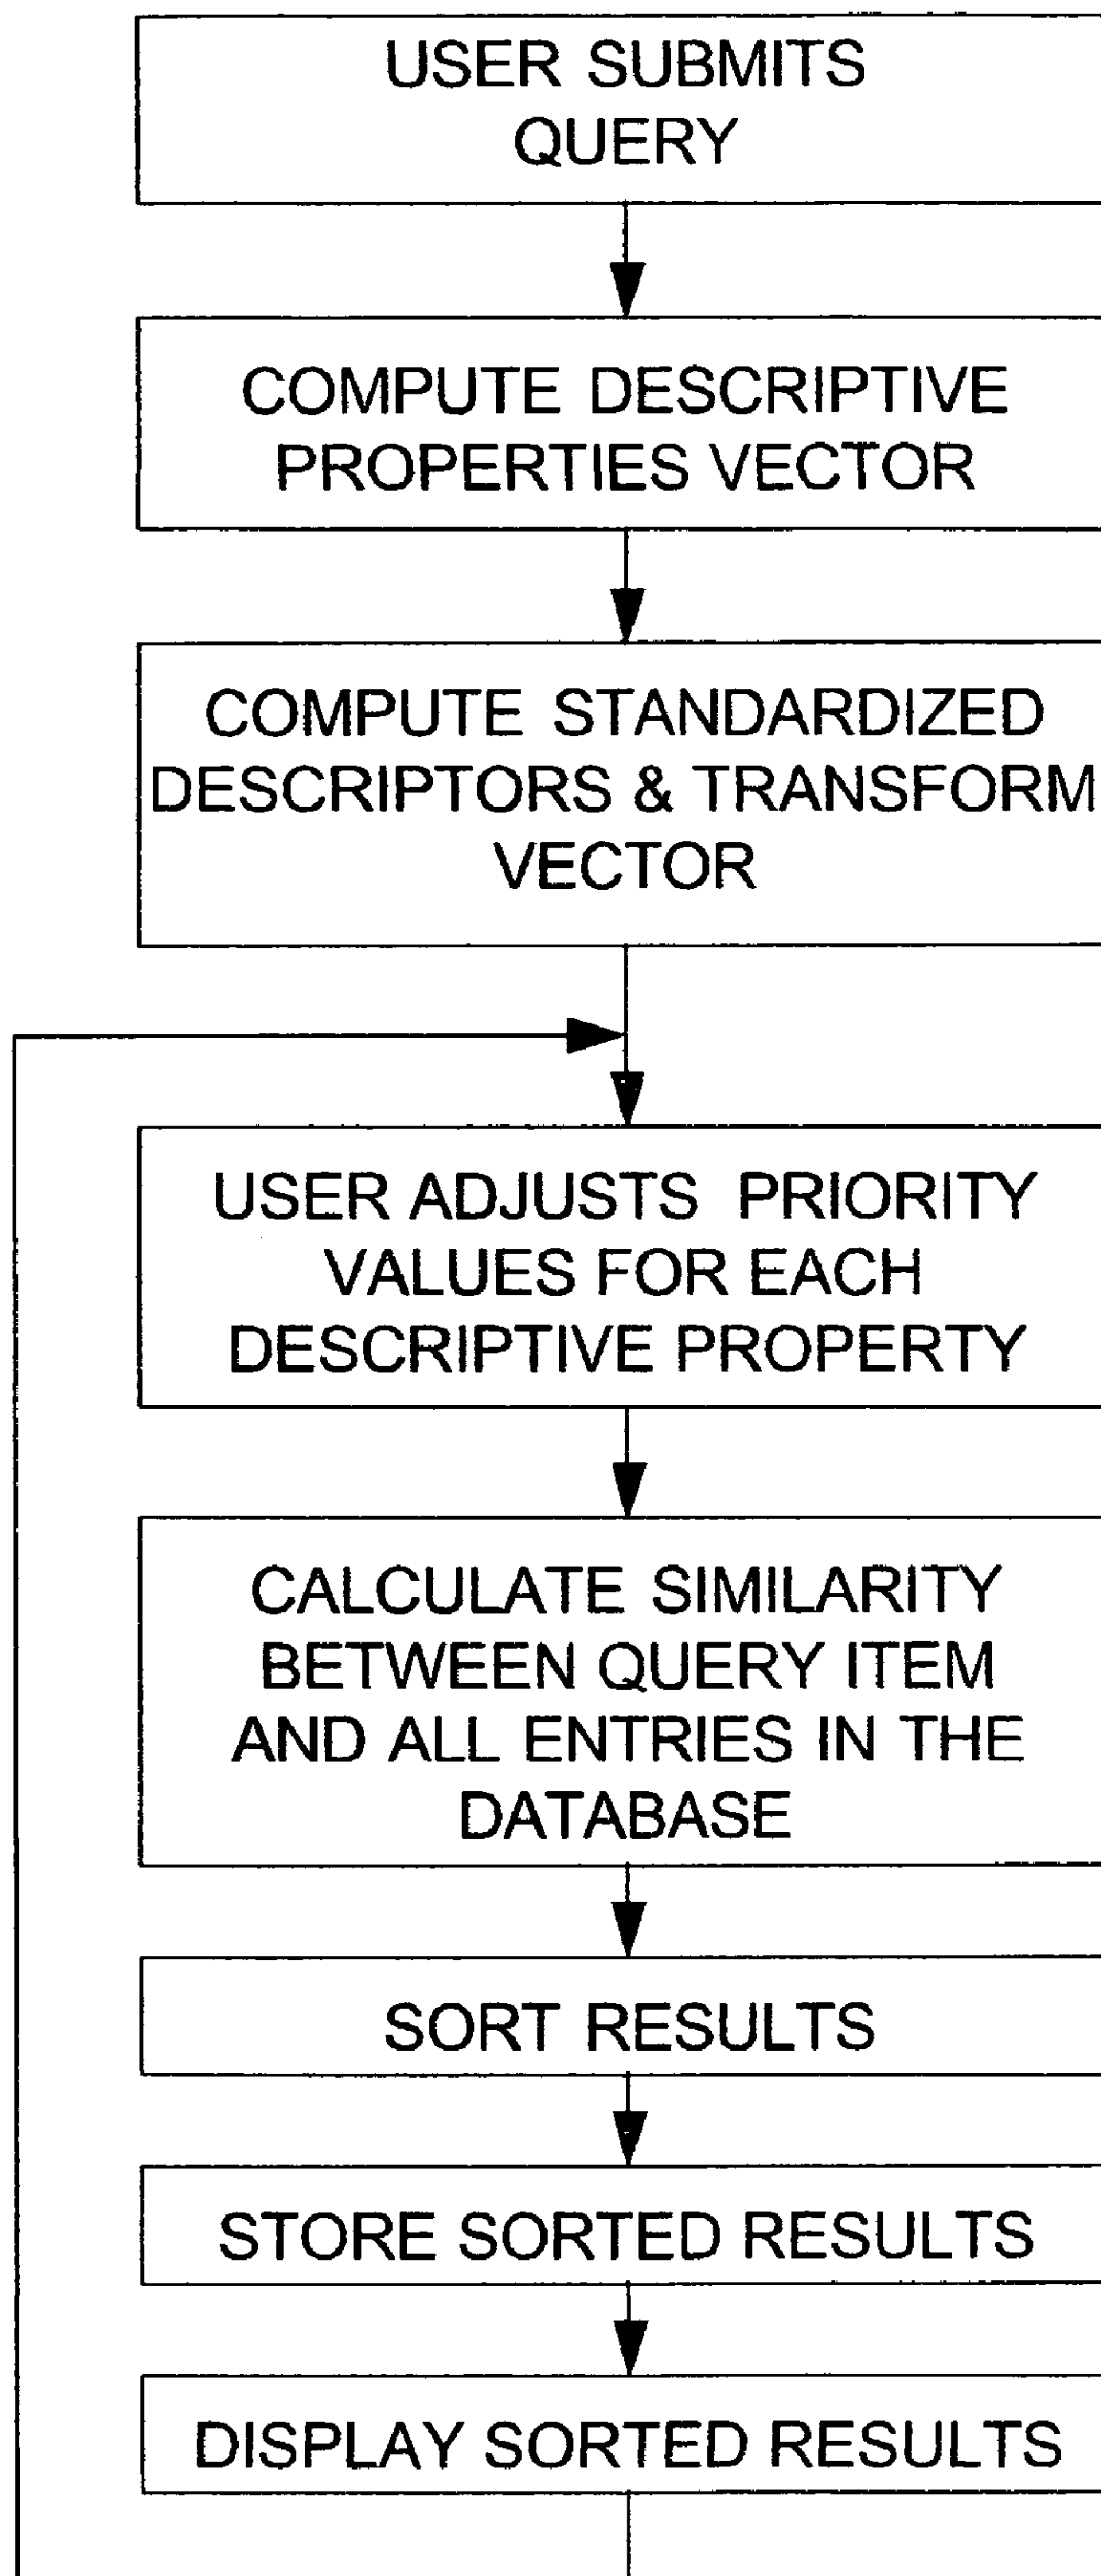 USER SUBMITS
QUERY
COMPUTE DESCRIPTIVE
PROPERTIES VECTOR
COMPUTE STANDARDIZED
DESCRIPTORS & TRANSFORM
VECTOR
USER ADJUSTS PRIORITY
VALUES FOR EACH
DESCRIPTIVE PROPERTY
CALCULATE SIMILARITY
BETWEEN QUERY ITEM
AND ALL ENTRIES IN THE
DATABASE
SORT RESULTS
STORE SORTED RESULTS
DISPLAY SORTED RESULTS